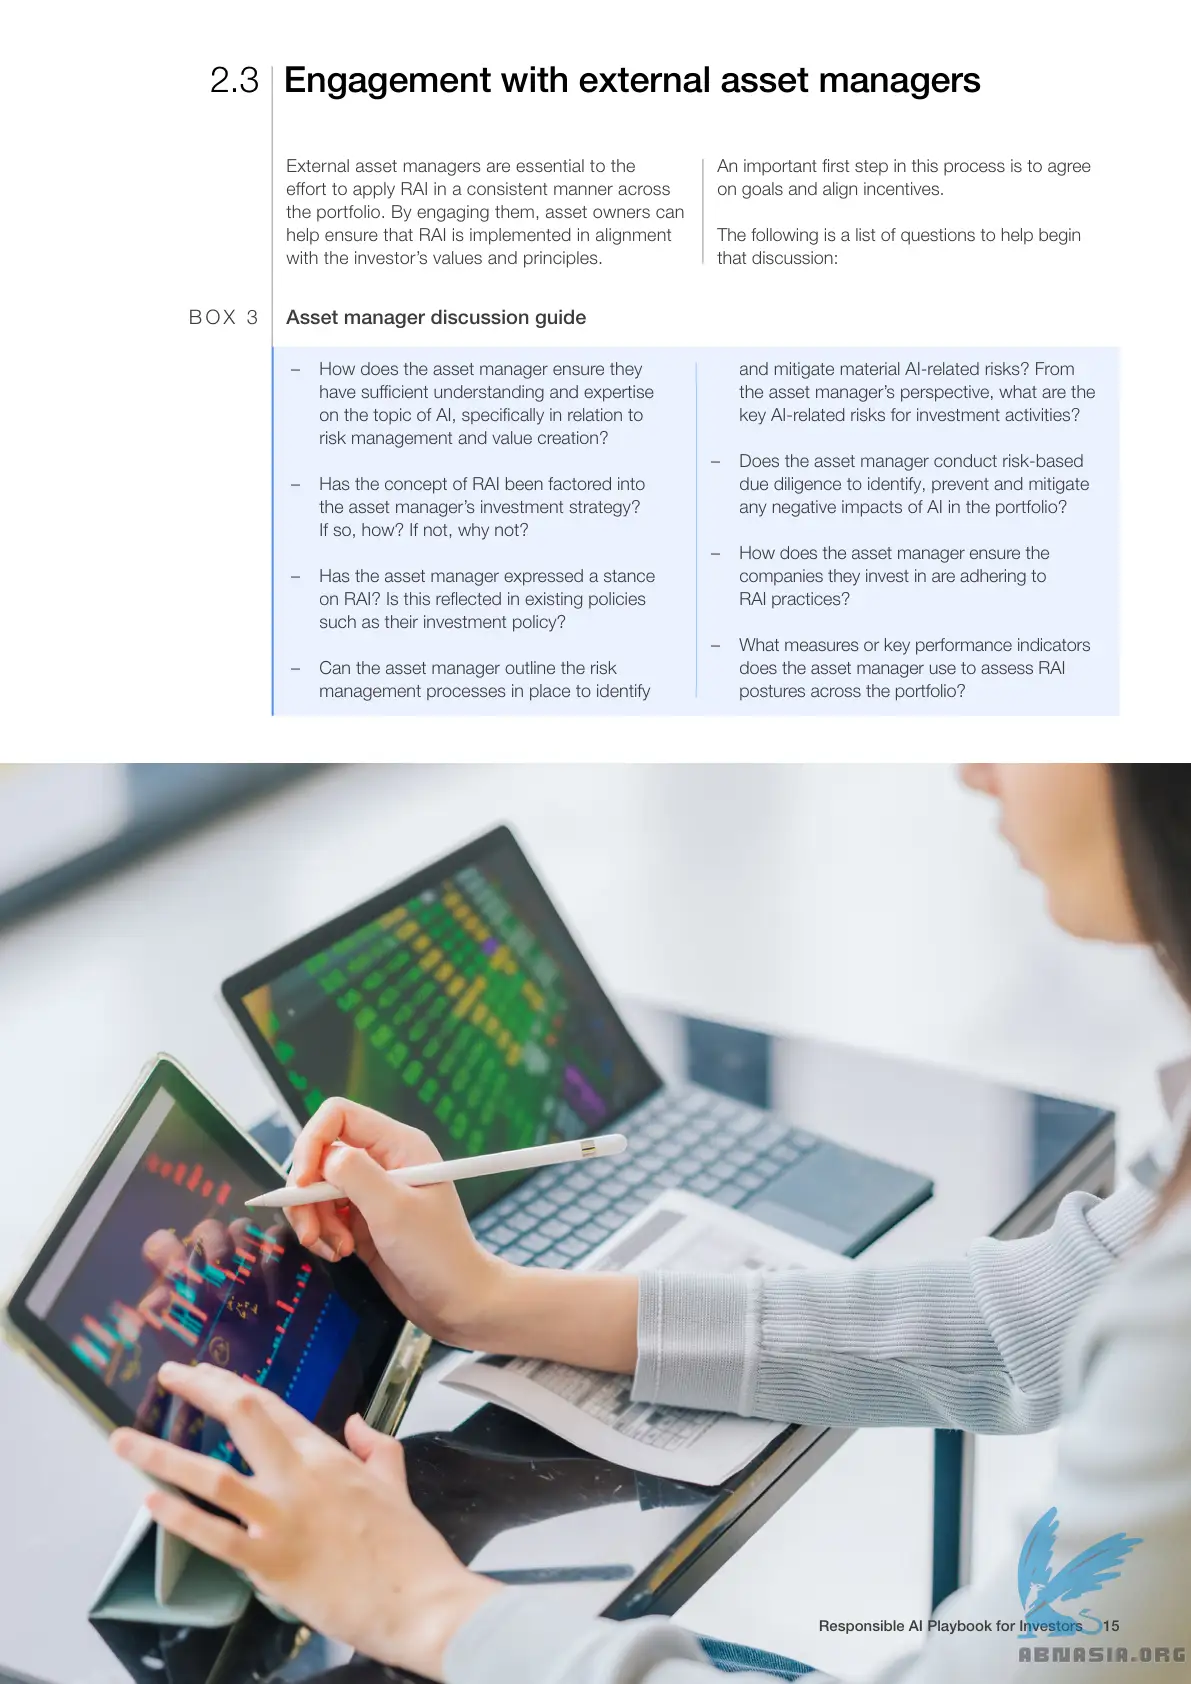 2.3 Engagement with external asset managers
External asset managers are essential to the
effort to apply RAI in a consistent manner across
the portfolio. By engaging them, asset owners can
help ensure that RAI is implemented in alignment
with the investor’s values and principles.
An important first step in this process is to agree
on goals and align incentives.
The following is a list of questions to help begin
that discussion:
BOX 3 Asset manager discussion guide
– How does the asset manager ensure they
have sufficient understanding and expertise
on the topic of AI, specifically in relation to
risk management and value creation?
– Has the concept of RAI been factored into
the asset manager’s investment strategy?
If so, how? If not, why not?
– Has the asset manager expressed a stance
on RAI? Is this reflected in existing policies
such as their investment policy?
– Can the asset manager outline the risk
management processes in place to identify
and mitigate material AI-related risks? From
the asset manager’s perspective, what are the
key AI-related risks for investment activities?
– Does the asset manager conduct risk-based
due diligence to identify, prevent and mitigate
any negative impacts of AI in the portfolio?
– How does the asset manager ensure the
companies they invest in are adhering to
RAI practices?
– What measures or key performance indicators
does the asset manager use to assess RAI
postures across the portfolio?
Responsible AI Playbook for Investors 15
ABNASIA.ORG